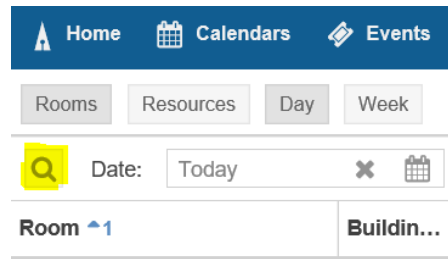 Home Calendars Events
Rooms Resources Day Week
Date: Today
Room 1 Buildin...